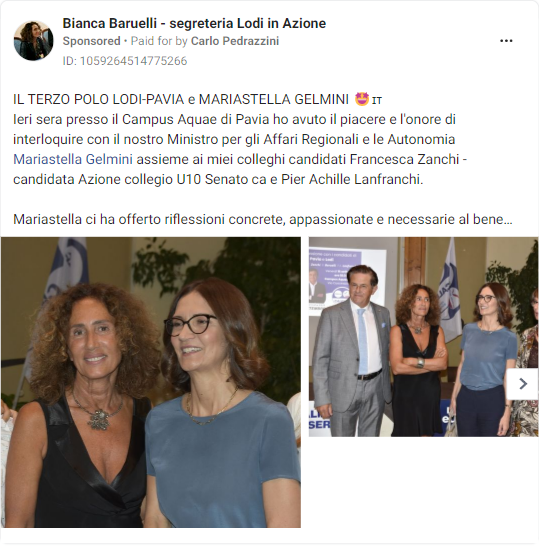 Bianca Baruelli - segreteria Lodi in Azione
Sponsored • Paid for by Carlo Pedrazzini
ID: 1059264514775266
IL TERZO POLO LODI-PAVIA e MARIASTELLA GELMINI 🤩 IT
Ieri sera presso il Campus Aquae di Pavia ho avuto il piacere e l'onore di
interloquire con il nostro Ministro per gli Affari Regionali e le Autonomia
Mariastella Gelmini assieme ai miei colleghi candidati Francesca Zanchi -
candidata Azione collegio U10 Senato ca e Pier Achille Lanfranchi.
Mariastella ci ha offerto riflessioni concrete, appassionate e necessarie al bene...